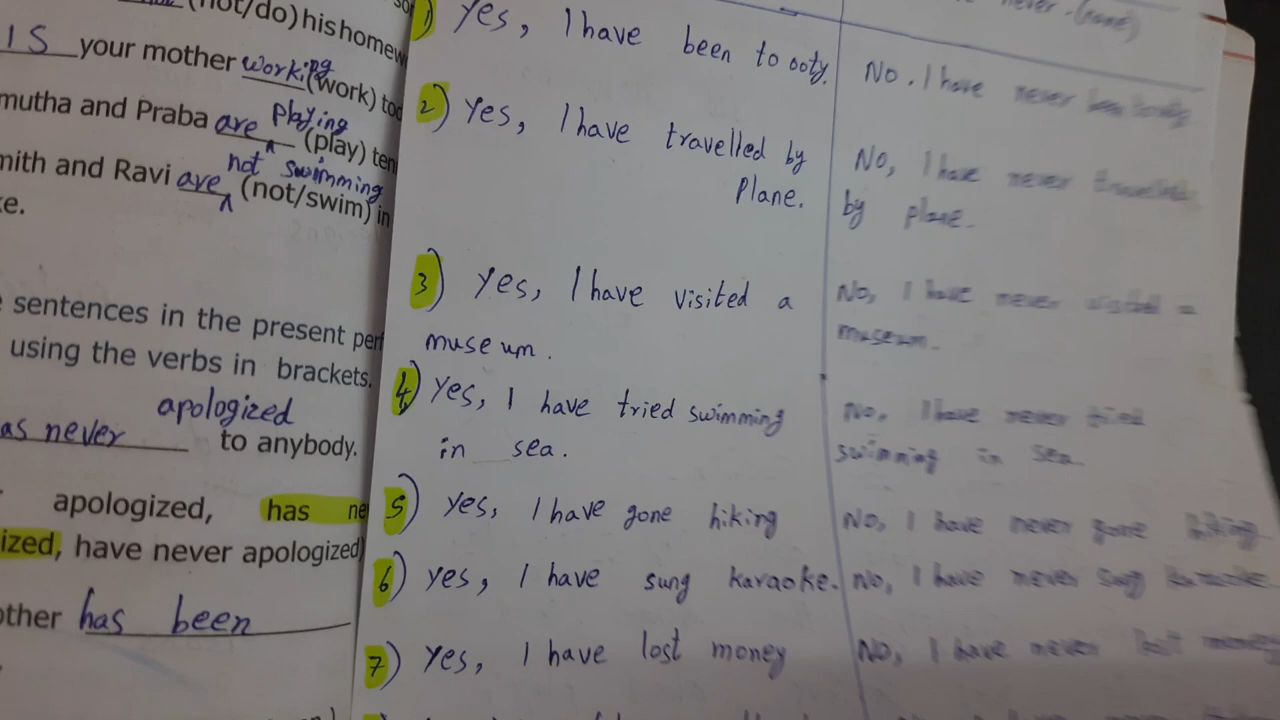 (not/do) his homew
is your mother working (work) tod
mutha and Praba are playing (play) ten
mith and Ravi are not swimming (not/swim) in
ke.
sentences in the present perf
using the verbs in brackets.
as never apologized to anybody.
apologized, has ne
ized, have never apologized)
other has been
1) Yes, I have been to ooty.
2) Yes, I have travelled by
Plane.
3) Yes, I have visited a
museum.
4) Yes, I have tried swimming
in sea.
5) Yes, I have gone hiking
6) Yes, I have sung karaoke.
7) Yes, I have lost money
never
No. I have never
No, I have never travelled
by plane.
No, I have never visited a
museum.
No, I have never tried
swimming in sea.
No, I have never gone hiking
No, I have never sung karaoke.
No, I have never lost money